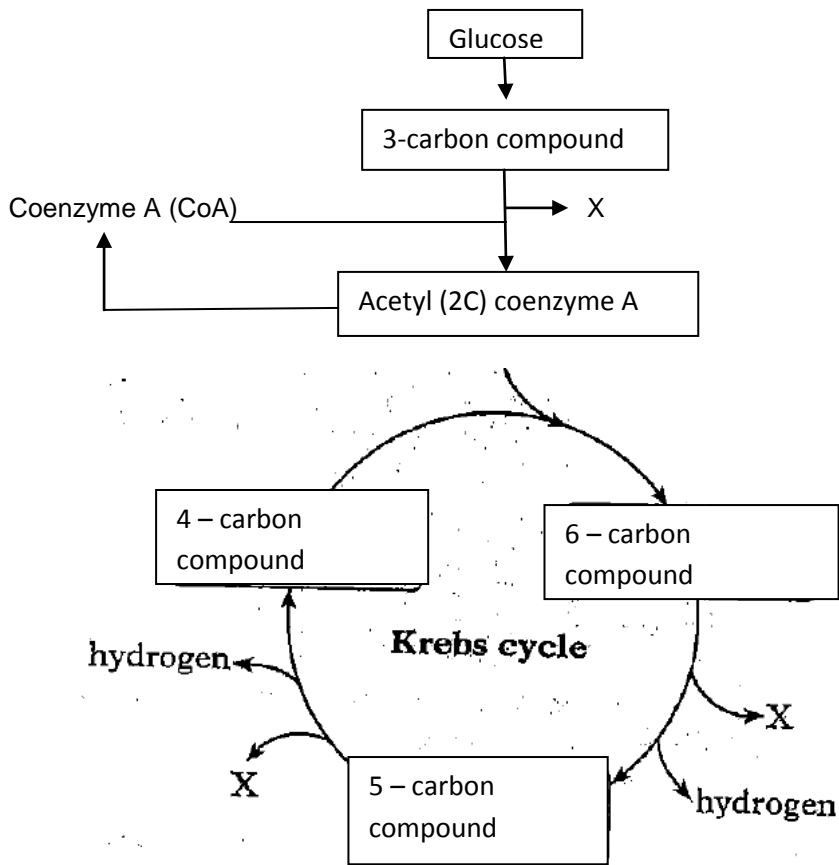 Glucose
3-carbon compound
Coenzyme A (CoA)
X
Acetyl (2C) coenzyme A
4 – carbon
compound
6 – carbon
compound
Krebs cycle
hydrogen
X
X
hydrogen
5 – carbon
compound